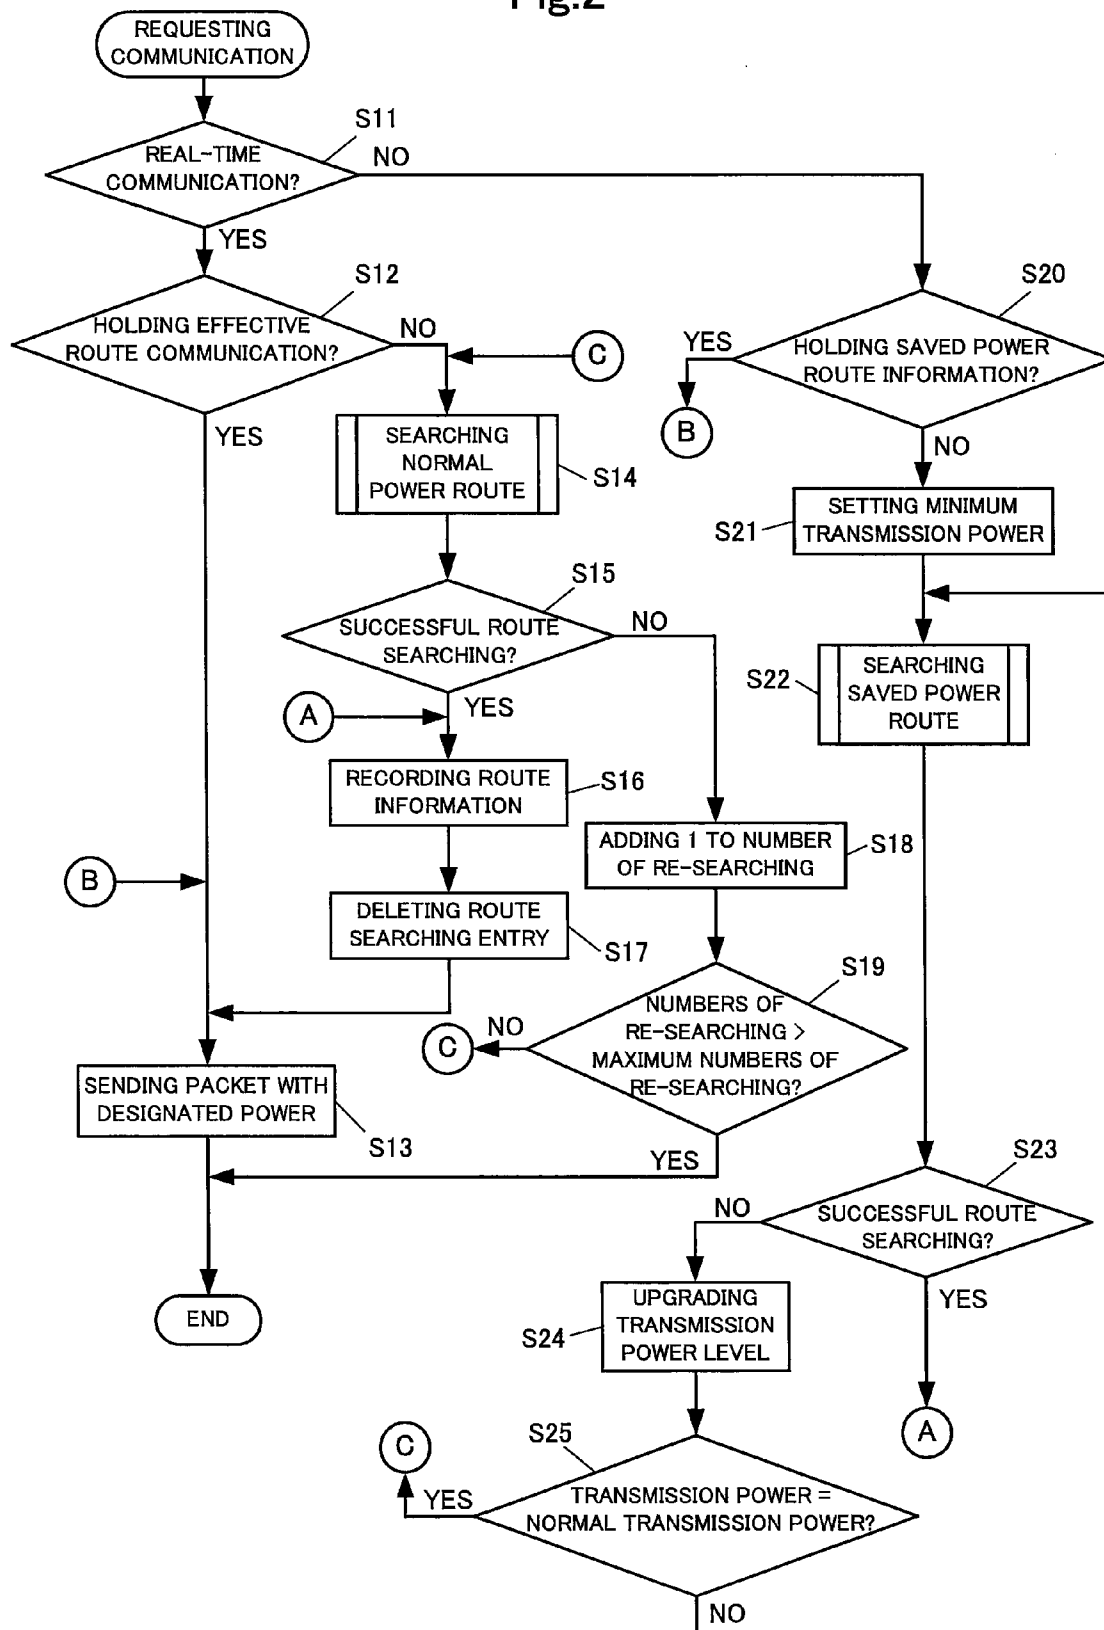 Fig.2
REQUESTING
COMMUNICATION
S11
REAL-TIME
COMMUNICATION?
NO
YES
S12
HOLDING EFFECTIVE
ROUTE COMMUNICATION?
NO
YES
C
S20
HOLDING SAVED POWER
ROUTE INFORMATION?
YES
B
NO
SEARCHING
NORMAL
POWER ROUTE
S14
SETTING MINIMUM
TRANSMISSION POWER
S21
S15
SUCCESSFUL ROUTE
SEARCHING?
NO
YES
A
SEARCHING
SAVED POWER
ROUTE
S22
RECORDING ROUTE
INFORMATION
S16
ADDING 1 TO NUMBER
OF RE-SEARCHING
S18
B
DELETING ROUTE
SEARCHING ENTRY
S17
S19
NUMBERS OF
RE-SEARCHING >
MAXIMUM NUMBERS OF
RE-SEARCHING?
NO
C
YES
SENDING PACKET WITH
DESIGNATED POWER
S13
S23
SUCCESSFUL ROUTE
SEARCHING?
NO
YES
END
UPGRADING
TRANSMISSION
POWER LEVEL
S24
A
S25
C
YES
TRANSMISSION POWER =
NORMAL TRANSMISSION POWER?
NO